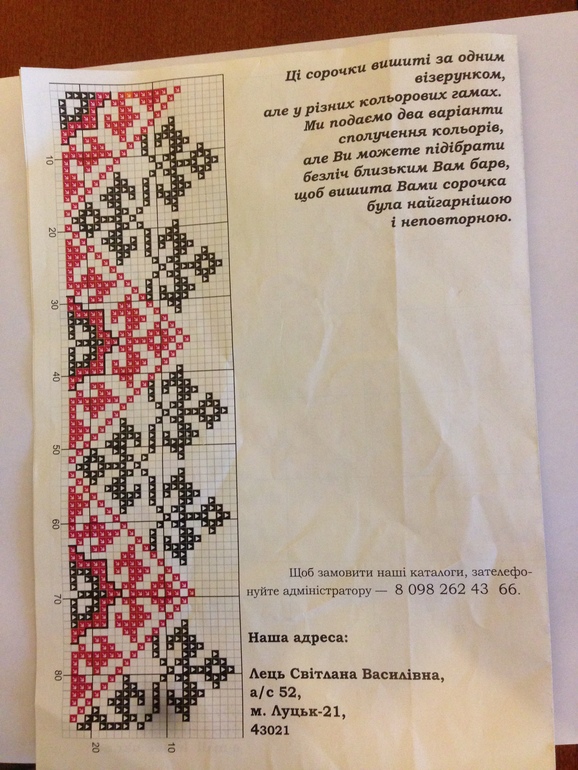 Ці сорочки вишиті за одним
візерунком,
але у різних кольорових гамах.
Ми подаємо два варіанти
сполучення кольорів,
але Ви можете підібрати
безліч близьким Вам барв,
щоб вишита Вами сорочка
була найгарнішою
і неповторною.
10
20
30
40
50
60
70
80
20
10
Щоб замовити наші каталоги, зателефо-
нуйте адміністратору — 8 098 262 43 66.
Наша адреса:
Лець Світлана Василівна,
а/с 52,
м. Луцьк-21,
43021